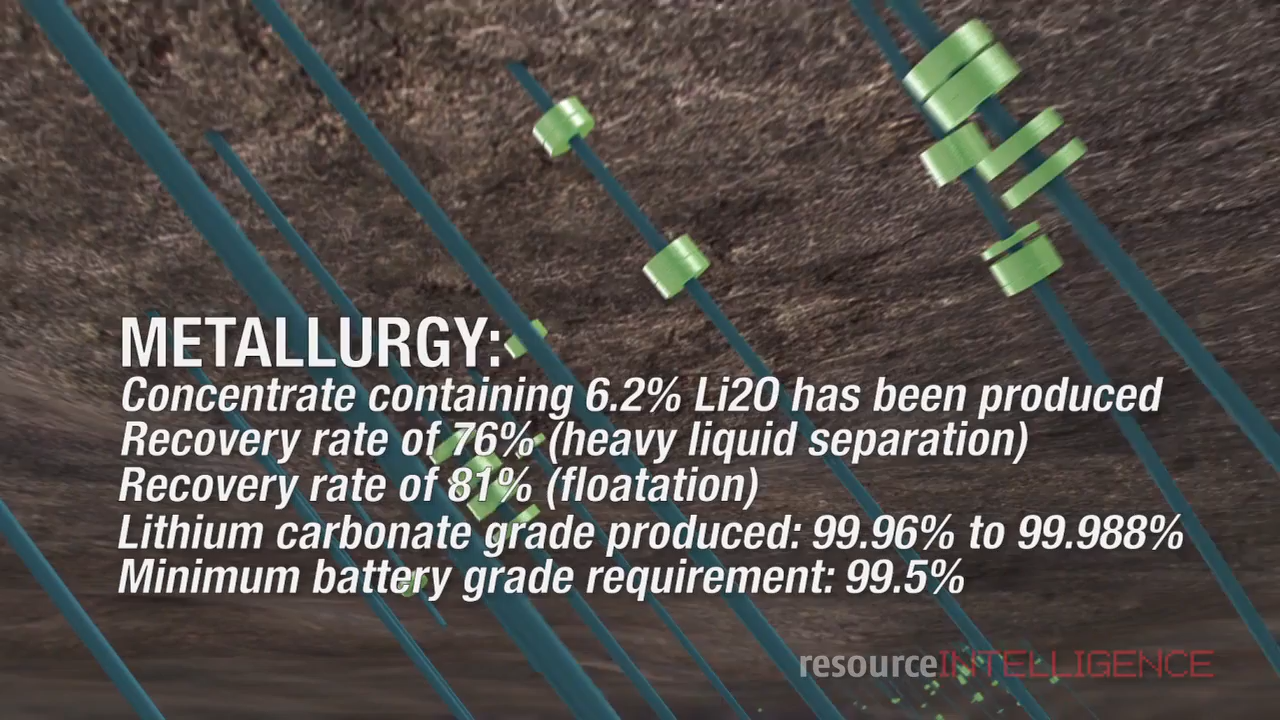 METALLURGY:
Concentrate containing 6.2% Li2O has been produced
Recovery rate of 76% (heavy liquid separation)
Recovery rate of 81% (floatation)
Lithium carbonate grade produced: 99.96% to 99.988%
Minimum battery grade requirement: 99.5%
resourceINTELLIGENCE